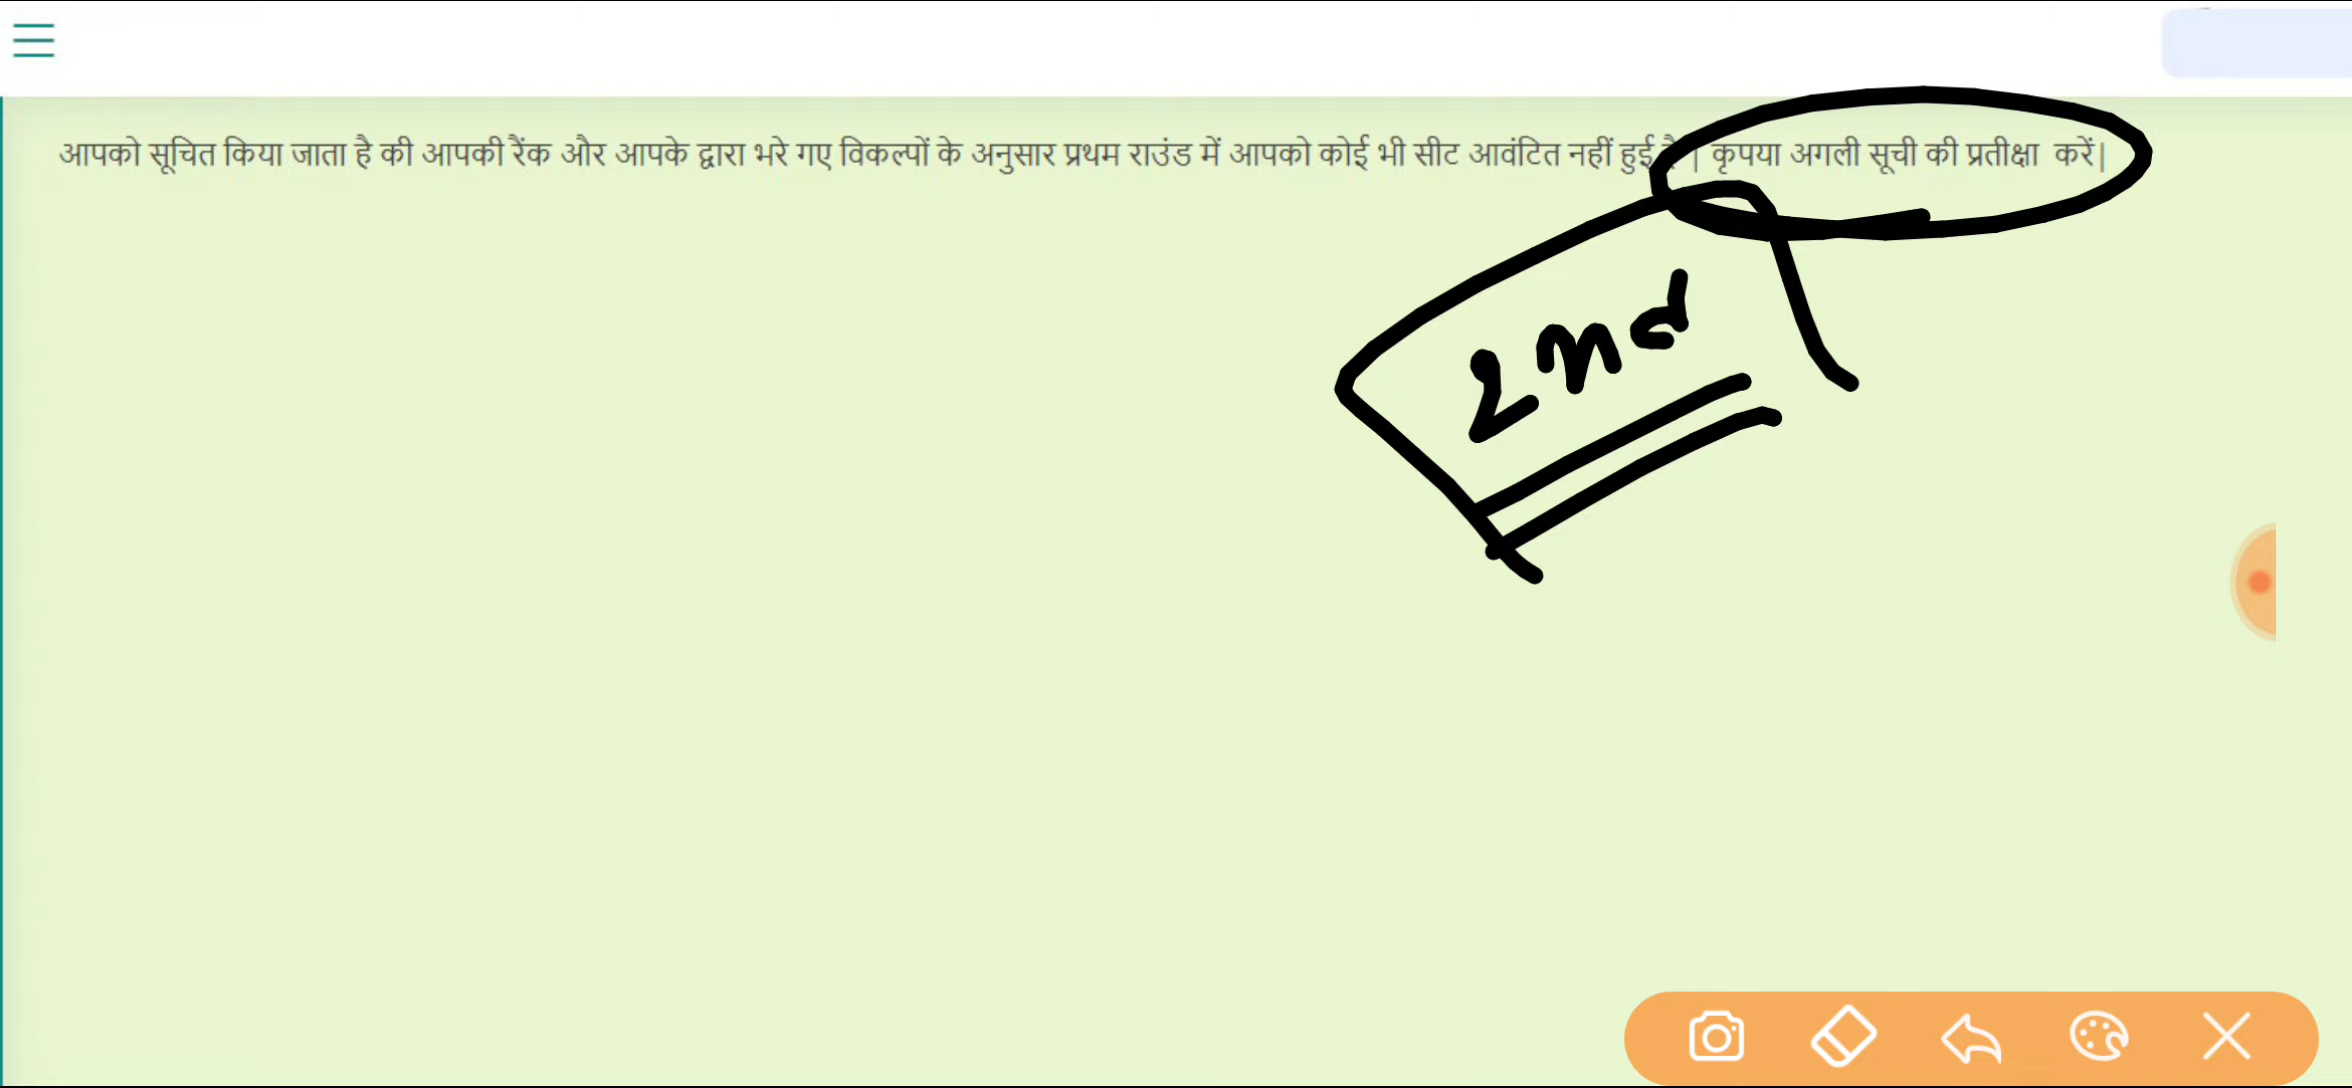 आपको सूचित किया जाता है की आपकी रैंक और आपके द्वारा भरे गए विकल्पों के अनुसार प्रथम राउंड में आपको कोई भी सीट आवंटित नहीं हुई | कृपया अगली सूची की प्रतीक्षा करें|
2nd